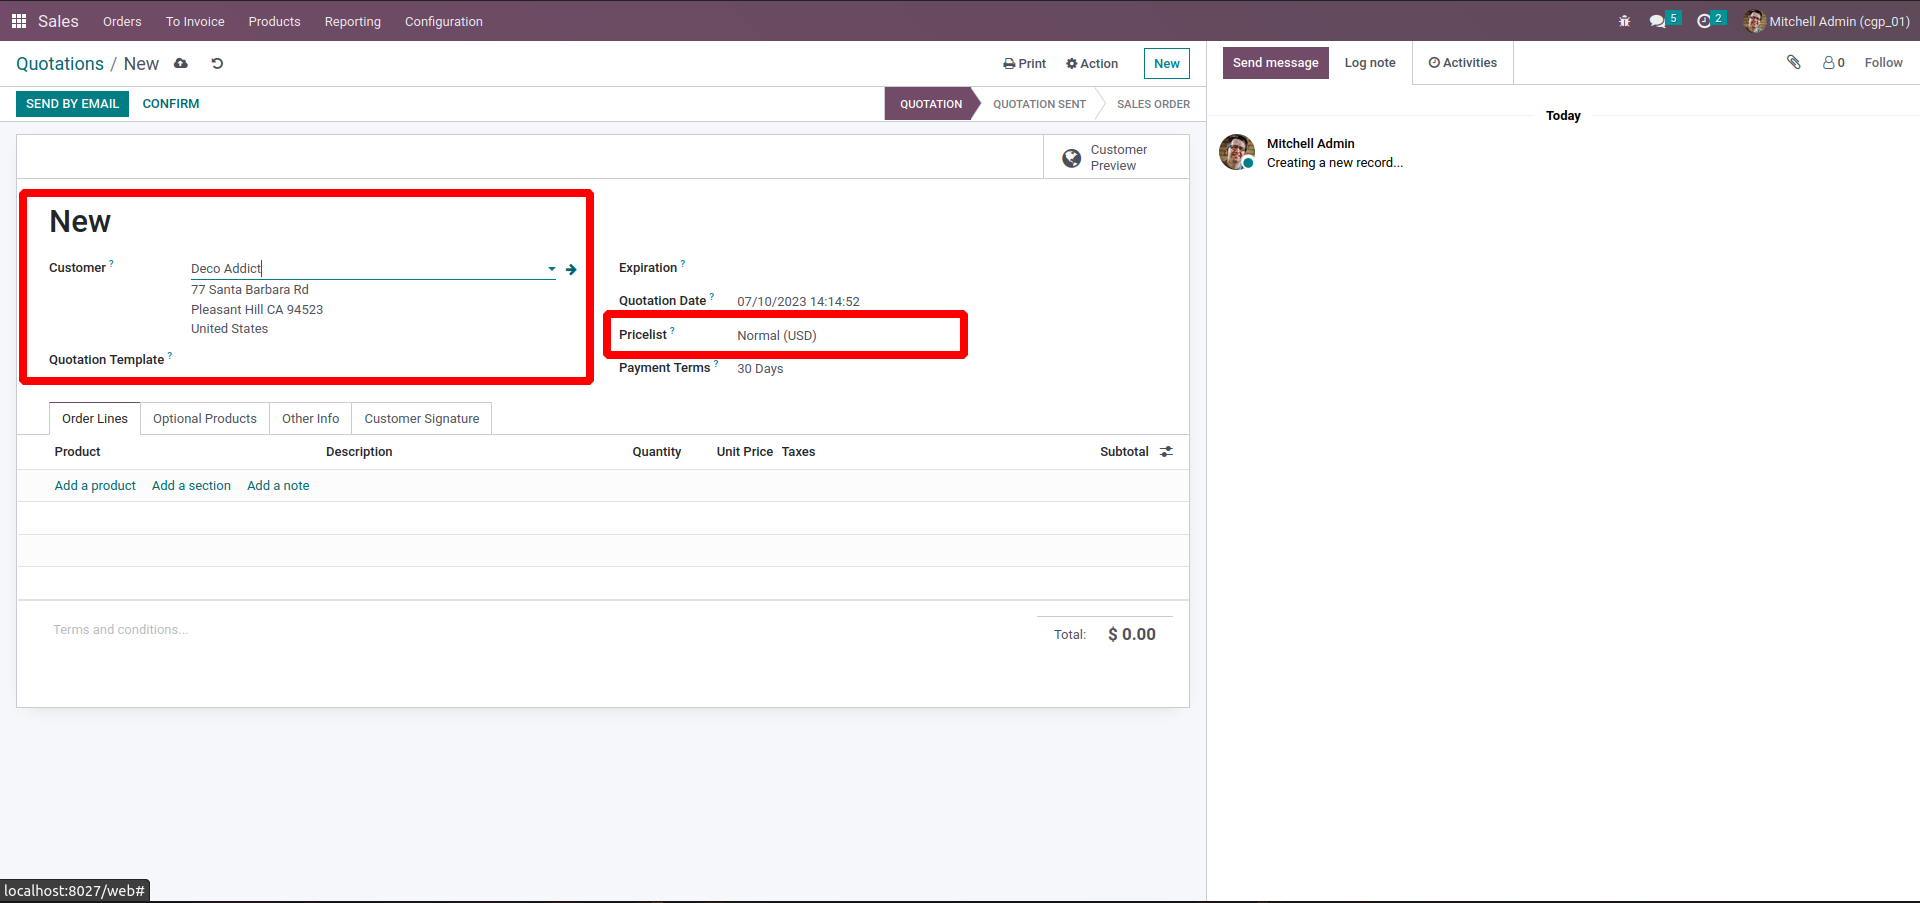 Sales Orders To Invoice Products Reporting Configuration 5 2 Mitchell Admin (cgp_01)
Quotations / New Print Action New Send message Log note Activities 0 Follow
SEND BY EMAIL CONFIRM QUOTATION QUOTATION SENT SALES ORDER
Today
Customer
Preview
Mitchell Admin
Creating a new record...
New
Customer ? Deco Addict
77 Santa Barbara Rd
Pleasant Hill CA 94523
United States
Quotation Template ?
Expiration ?
Quotation Date ? 07/10/2023 14:14:52
Pricelist ? Normal (USD)
Payment Terms ? 30 Days
Order Lines Optional Products Other Info Customer Signature
Product Description Quantity Unit Price Taxes Subtotal
Add a product Add a section Add a note
Terms and conditions...
Total: $ 0.00
localhost:8027/web#